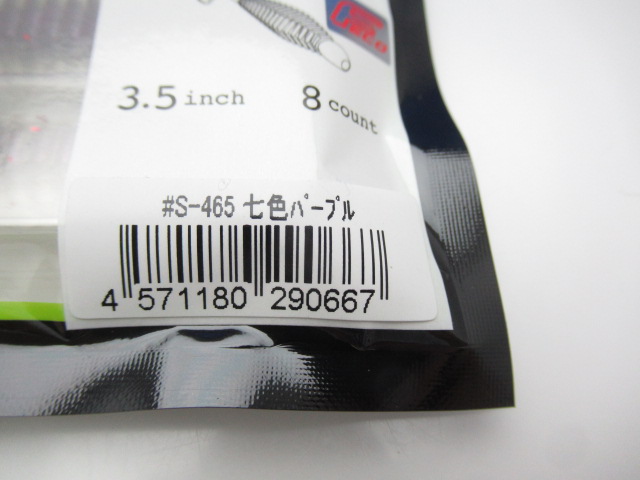 3.5 inch
8 count
#S-465 七色ﾊﾟｰﾌﾟﾙ
4 571180 290667